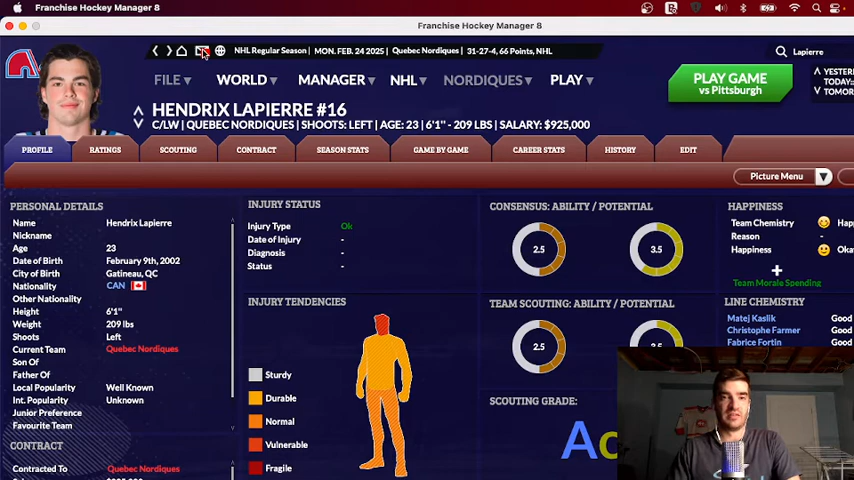 Franchise Hockey Manager 8
NHL Regular Season | MON. FEB. 24 2025 | Quebec Nordiques | 31-27-4, 66 Points, NHL
Lapierre
FILE WORLD MANAGER NHL NORDIQUES PLAY
PLAY GAME
vs Pittsburgh
YESTER
TODAY:
TOMOR
HENDRIX LAPIERRE #16
C/LW | QUEBEC NORDIQUES | SHOOTS: LEFT | AGE: 23 | 6'1" - 209 LBS | SALARY: $925,000
PROFILE RATINGS SCOUTING CONTRACT SEASON STATS GAME BY GAME CAREER STATS HISTORY EDIT
Picture Menu
PERSONAL DETAILS
Name Hendrix Lapierre
Nickname
Age 23
Date of Birth February 9th, 2002
City of Birth Gatineau, QC
Nationality CAN
Other Nationality
Height 6'1"
Weight 209 lbs
Shoots Left
Current Team Quebec Nordiques
Son Of
Father Of
Local Popularity Well Known
Int. Popularity Unknown
Junior Preference
Favourite Team
CONTRACT
Contracted To Quebec Nordiques
INJURY STATUS
Injury Type Ok
Date of Injury -
Diagnosis -
Status -
INJURY TENDENCIES
Sturdy
Durable
Normal
Vulnerable
Fragile
CONSENSUS: ABILITY / POTENTIAL
2.5 3.5
TEAM SCOUTING: ABILITY / POTENTIAL
2.5
SCOUTING GRADE:
HAPPINESS
Team Chemistry Hap
Reason -
Happiness Oka
Team Morale Spending
LINE CHEMISTRY
Matej Kaslik Good
Christophe Farmer Good
Fabrice Fortin Good